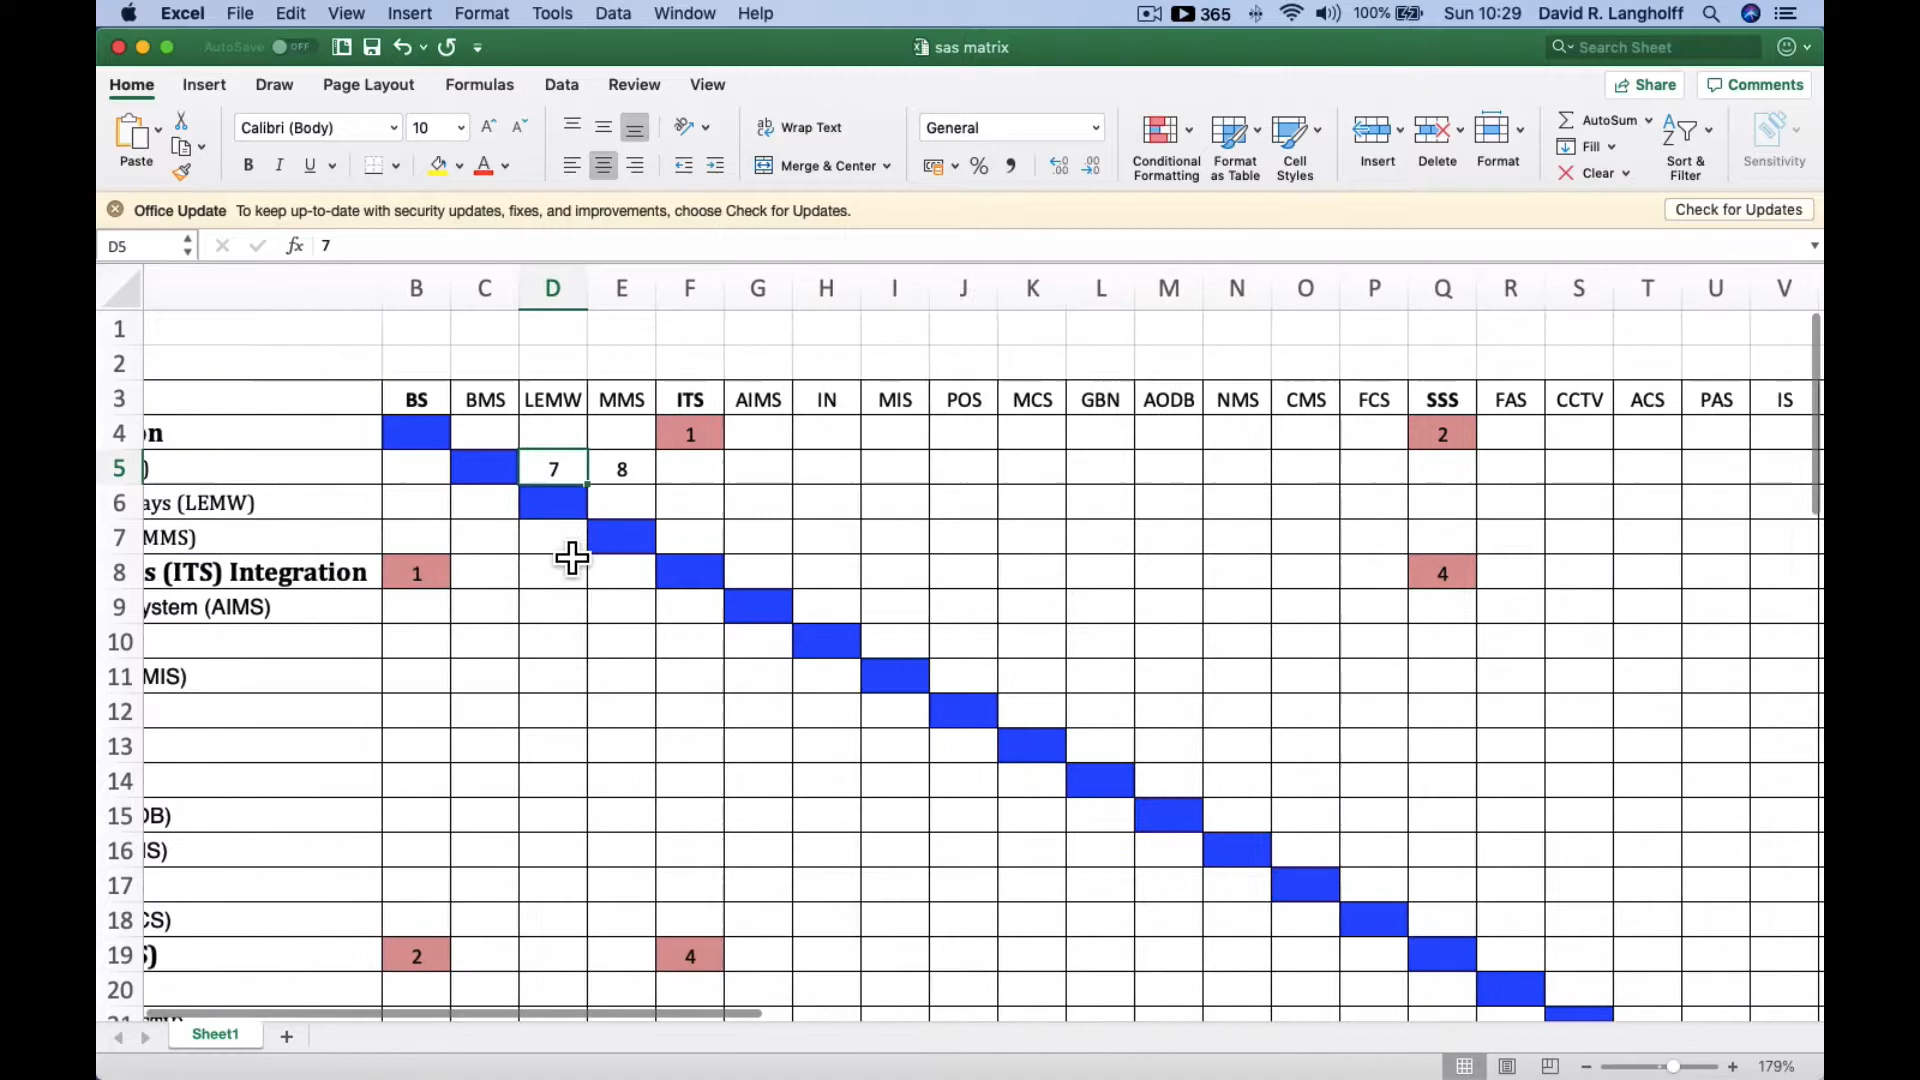 Excel File Edit View Insert Format Tools Data Window Help 365 100% Sun 10:29 David R. Langholff
AutoSave OFF sas matrix Search Sheet
Home Insert Draw Page Layout Formulas Data Review View Share Comments
Paste Calibri (Body) 10 A A Wrap Text General AutoSum
B I U A Merge & Center % Fill
Conditional Formatting Format as Table Cell Styles Insert Delete Format Clear Sort & Filter Sensitivity
Office Update To keep up-to-date with security updates, fixes, and improvements, choose Check for Updates. Check for Updates
D5 fx 7
B C D E F G H I J K L M N O P Q R S T U V
1
2
3 BS BMS LEMW MMS ITS AIMS IN MIS POS MCS GBN AODB NMS CMS FCS SSS FAS CCTV ACS PAS IS
4 on 1 2
5 ) 7 8
6 ays (LEMW)
7 MMS)
8 s (ITS) Integration 1 4
9 ystem (AIMS)
10
11 MIS)
12
13
14
15 DB)
16 IS)
17
18 CS)
19 S) 2 4
20
Sheet1 +
179%